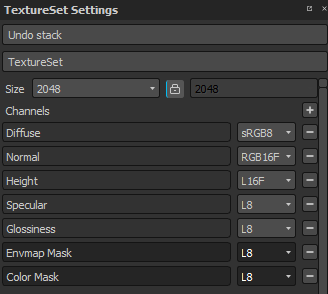 TextureSet Settings
Undo stack
TextureSet
Size 2048 2048
Channels
Diffuse sRGB8
Normal RGB16F
Height L16F
Specular L8
Glossiness L8
Envmap Mask L8
Color Mask L8